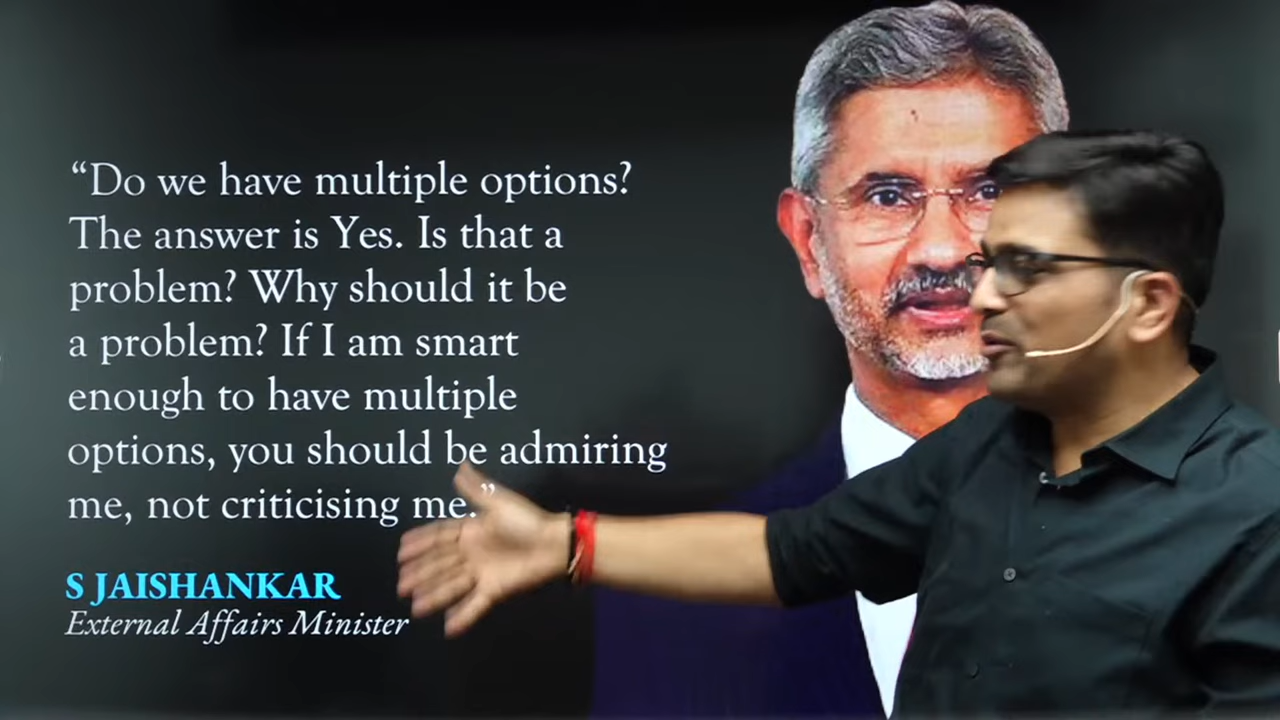 “Do we have multiple options?
The answer is Yes. Is that a
problem? Why should it be
a problem? If I am smart
enough to have multiple
options, you should be admiring
me, not criticising me.”
S JAISHANKAR
External Affairs Minister